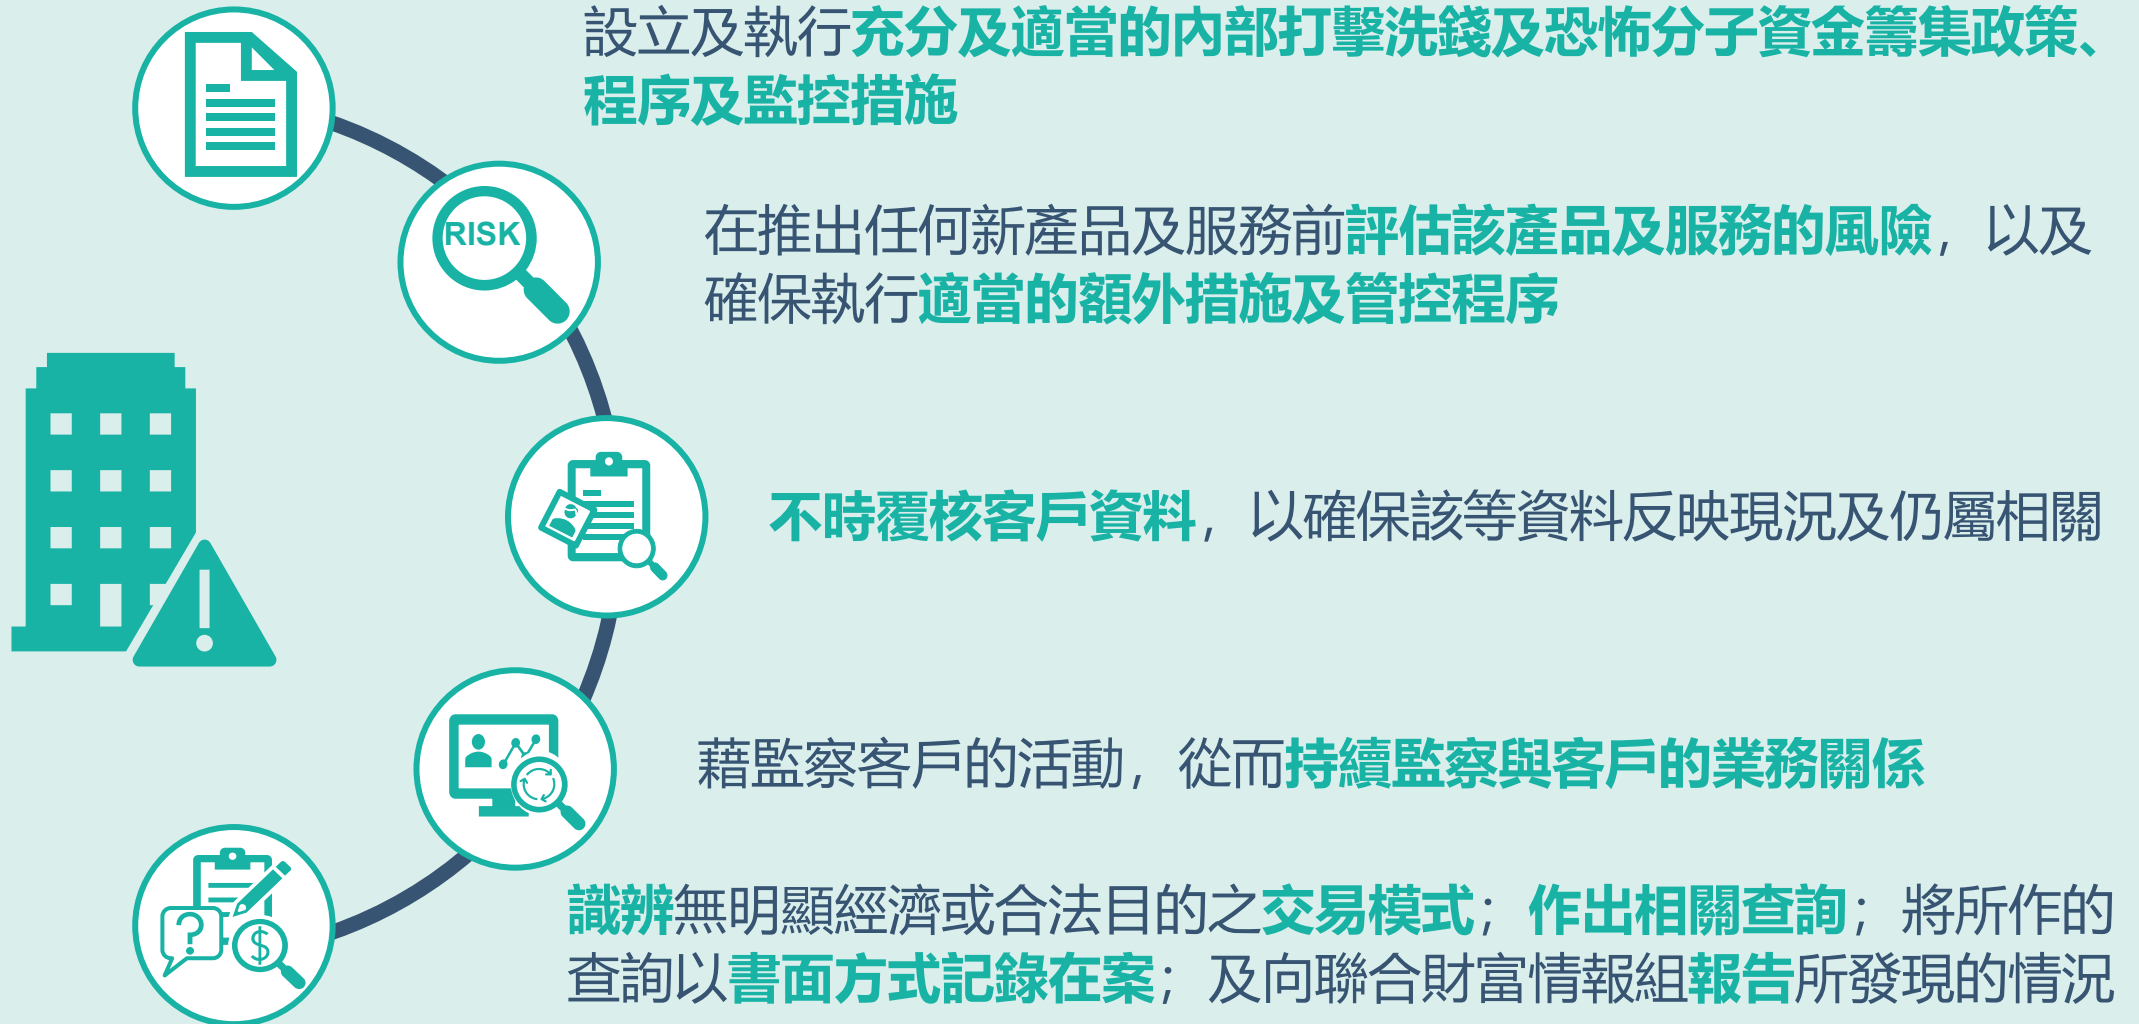 設立及執行充分及適當的內部打擊洗錢及恐怖分子資金籌集政策、
程序及監控措施
RISK
在推出任何新產品及服務前評估該產品及服務的風險，以及
確保執行適當的額外措施及管控程序
不時覆核客戶資料，以確保該等資料反映現況及仍屬相關
藉監察客戶的活動，從而持續監察與客戶的業務關係
識辨無明顯經濟或合法目的之交易模式；作出相關查詢；將所作的
查詢以書面方式記錄在案；及向聯合財富情報組報告所發現的情況